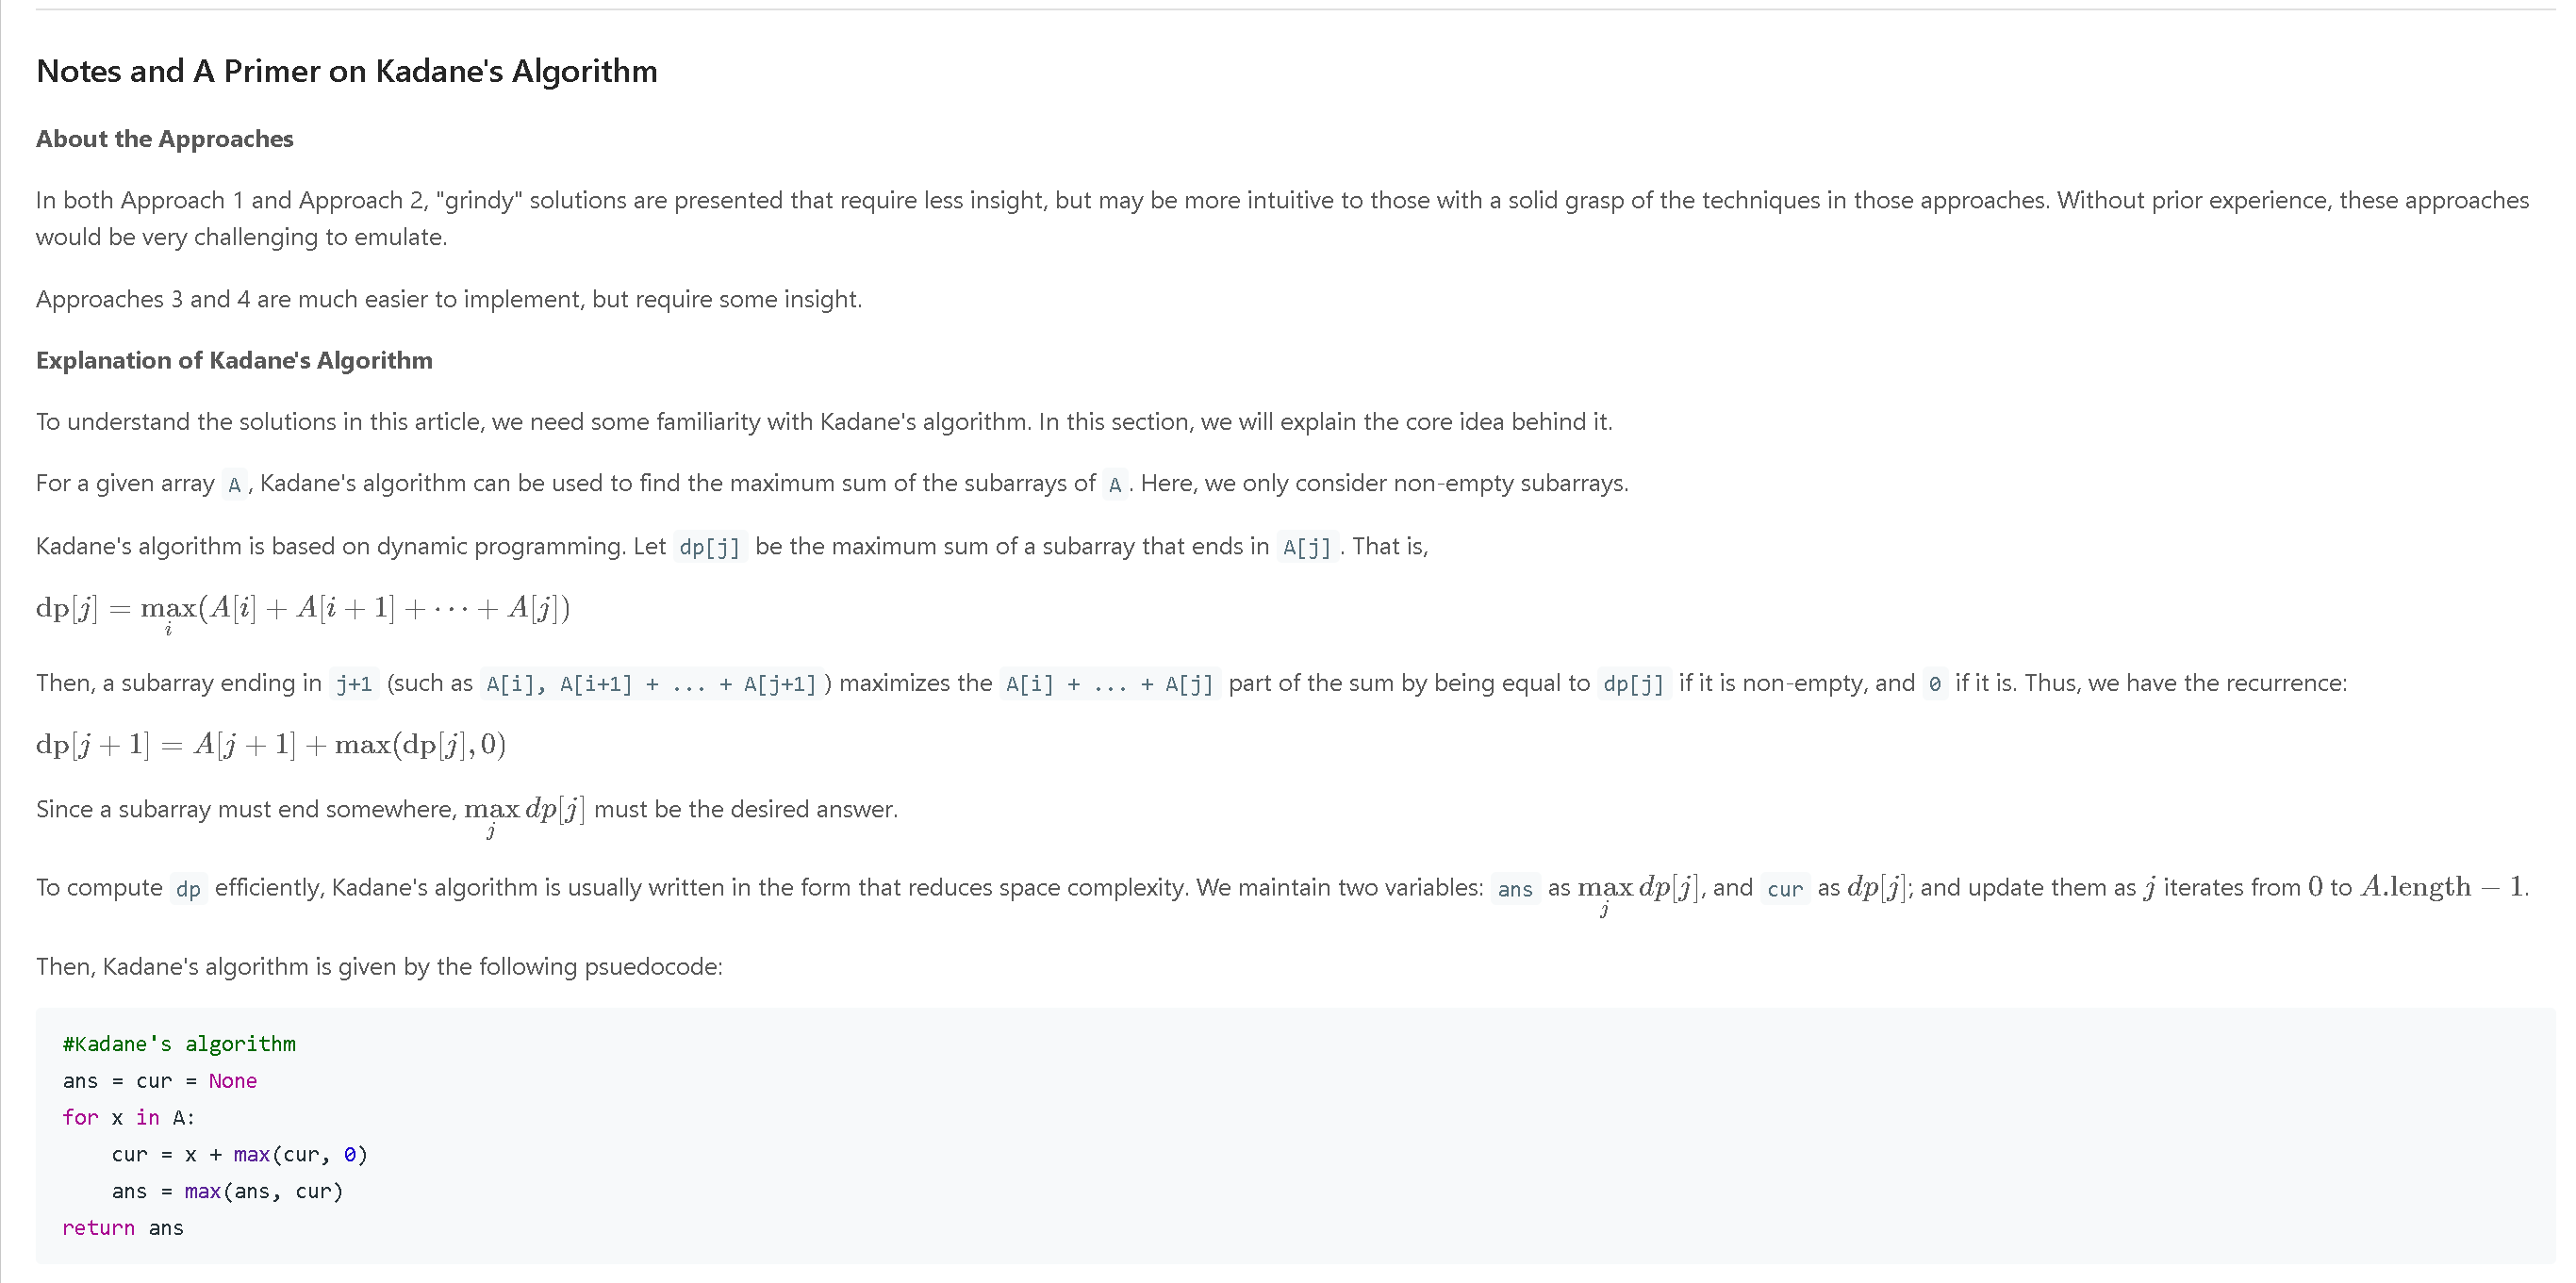 Notes and A Primer on Kadane's Algorithm
About the Approaches
In both Approach 1 and Approach 2, "grindy" solutions are presented that require less insight, but may be more intuitive to those with a solid grasp of the techniques in those approaches. Without prior experience, these approaches
would be very challenging to emulate.
Approaches 3 and 4 are much easier to implement, but require some insight.
Explanation of Kadane's Algorithm
To understand the solutions in this article, we need some familiarity with Kadane's algorithm. In this section, we will explain the core idea behind it.
For a given array A, Kadane's algorithm can be used to find the maximum sum of the subarrays of A. Here, we only consider non-empty subarrays.
Kadane's algorithm is based on dynamic programming. Let dp[j] be the maximum sum of a subarray that ends in A[j]. That is,
dp[j] = max_i(A[i] + A[i + 1] + ⋯ + A[j])
Then, a subarray ending in j+1 (such as A[i], A[i+1] + ... + A[j+1]) maximizes the A[i] + ... + A[j] part of the sum by being equal to dp[j] if it is non-empty, and 0 if it is. Thus, we have the recurrence:
dp[j + 1] = A[j + 1] + max(dp[j], 0)
Since a subarray must end somewhere, max_j dp[j] must be the desired answer.
To compute dp efficiently, Kadane's algorithm is usually written in the form that reduces space complexity. We maintain two variables: ans as max_j dp[j], and cur as dp[j]; and update them as j iterates from 0 to A.length − 1.
Then, Kadane's algorithm is given by the following psuedocode:
#Kadane's algorithm
ans = cur = None
for x in A:
    cur = x + max(cur, 0)
    ans = max(ans, cur)
return ans